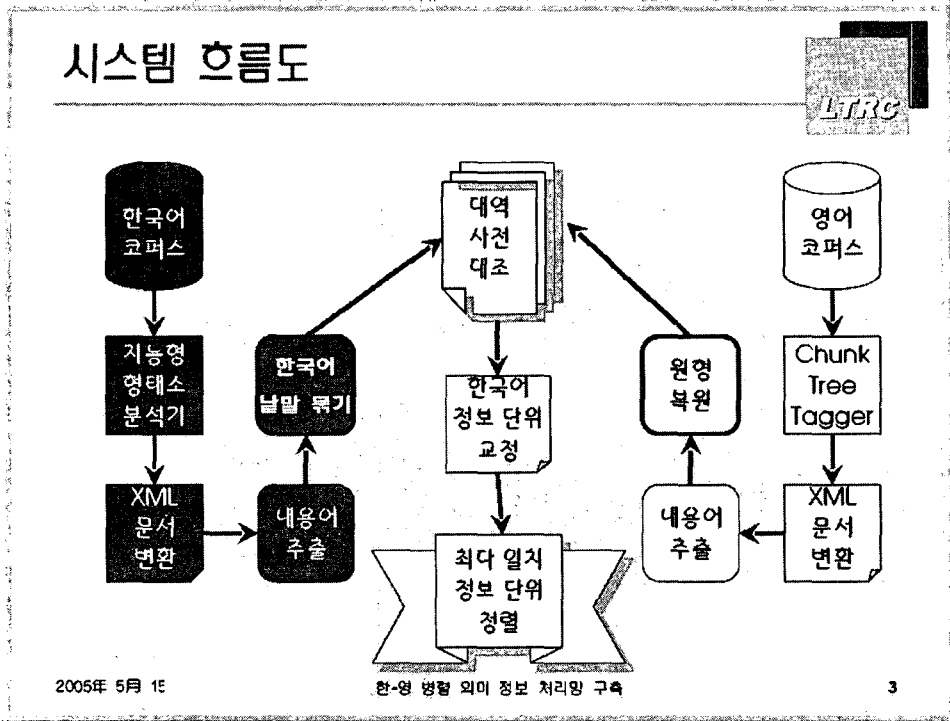 시스템 흐름도
LTRC
한국어
코퍼스
지능형
형태소
분석기
XML
문서
변환
한국어
낱말 묶기
내용어
추출
대역
사전
대조
한국어
정보 단위
교정
최다 일치
정보 단위
정렬
원형
복원
내용어
추출
영어
코퍼스
Chunk
Tree
Tagger
XML
문서
변환
2005年 5月 15
한-영 병렬 의미 정보 처리망 구축
3